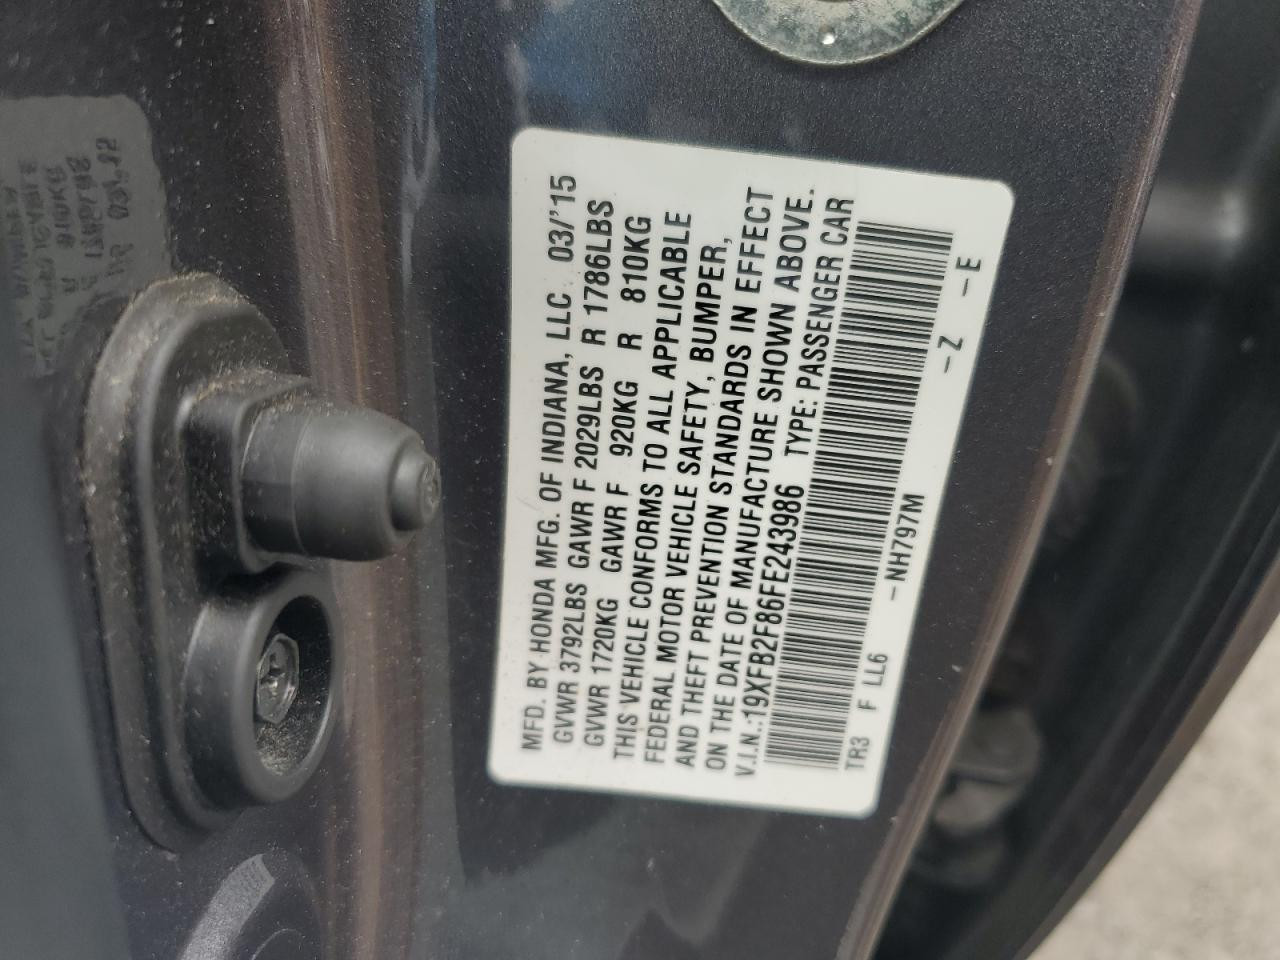 MFD. BY HONDA MFG. OF INDIANA, LLC 03/'15
GVWR 3792LBS GAWR F 2029LBS R 1786LBS
GVWR 1720KG GAWR F 920KG R 810KG
THIS VEHICLE CONFORMS TO ALL APPLICABLE
FEDERAL MOTOR VEHICLE SAFETY, BUMPER,
AND THEFT PREVENTION STANDARDS IN EFFECT
ON THE DATE OF MANUFACTURE SHOWN ABOVE.
V.I.N.:19XFB2F86FE243986 TYPE: PASSENGER CAR
TR3 F LL6 –NH797M –Z –E